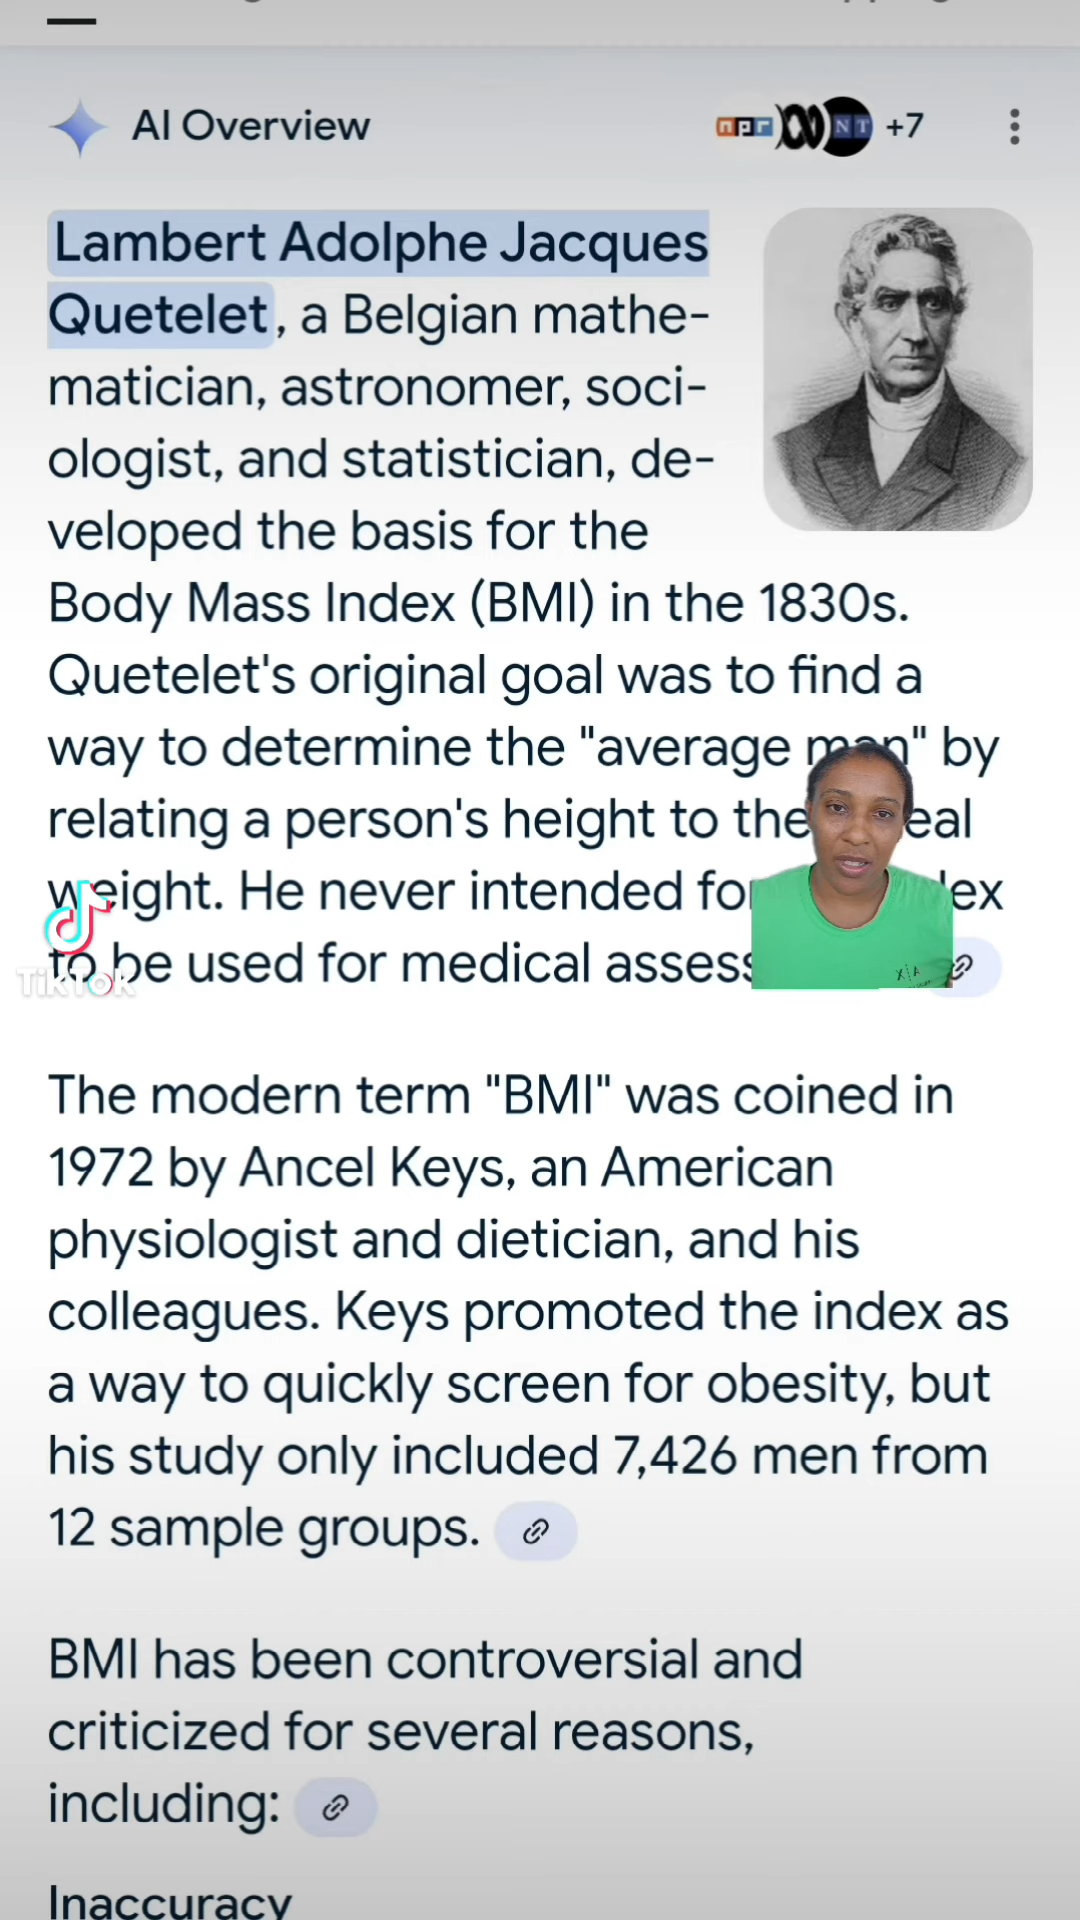 AI Overview
npr NT +7
Lambert Adolphe Jacques
Quetelet, a Belgian mathe-
matician, astronomer, soci-
ologist, and statistician, de-
veloped the basis for the
Body Mass Index (BMI) in the 1830s.
Quetelet's original goal was to find a
way to determine the "average man" by
relating a person's height to
weight. He never intended
to be used for medical
TikTok
X|A
The modern term "BMI" was coined in
1972 by Ancel Keys, an American
physiologist and dietician, and his
colleagues. Keys promoted the index as
a way to quickly screen for obesity, but
his study only included 7,426 men from
12 sample groups.
BMI has been controversial and
criticized for several reasons,
including:
Inaccuracy